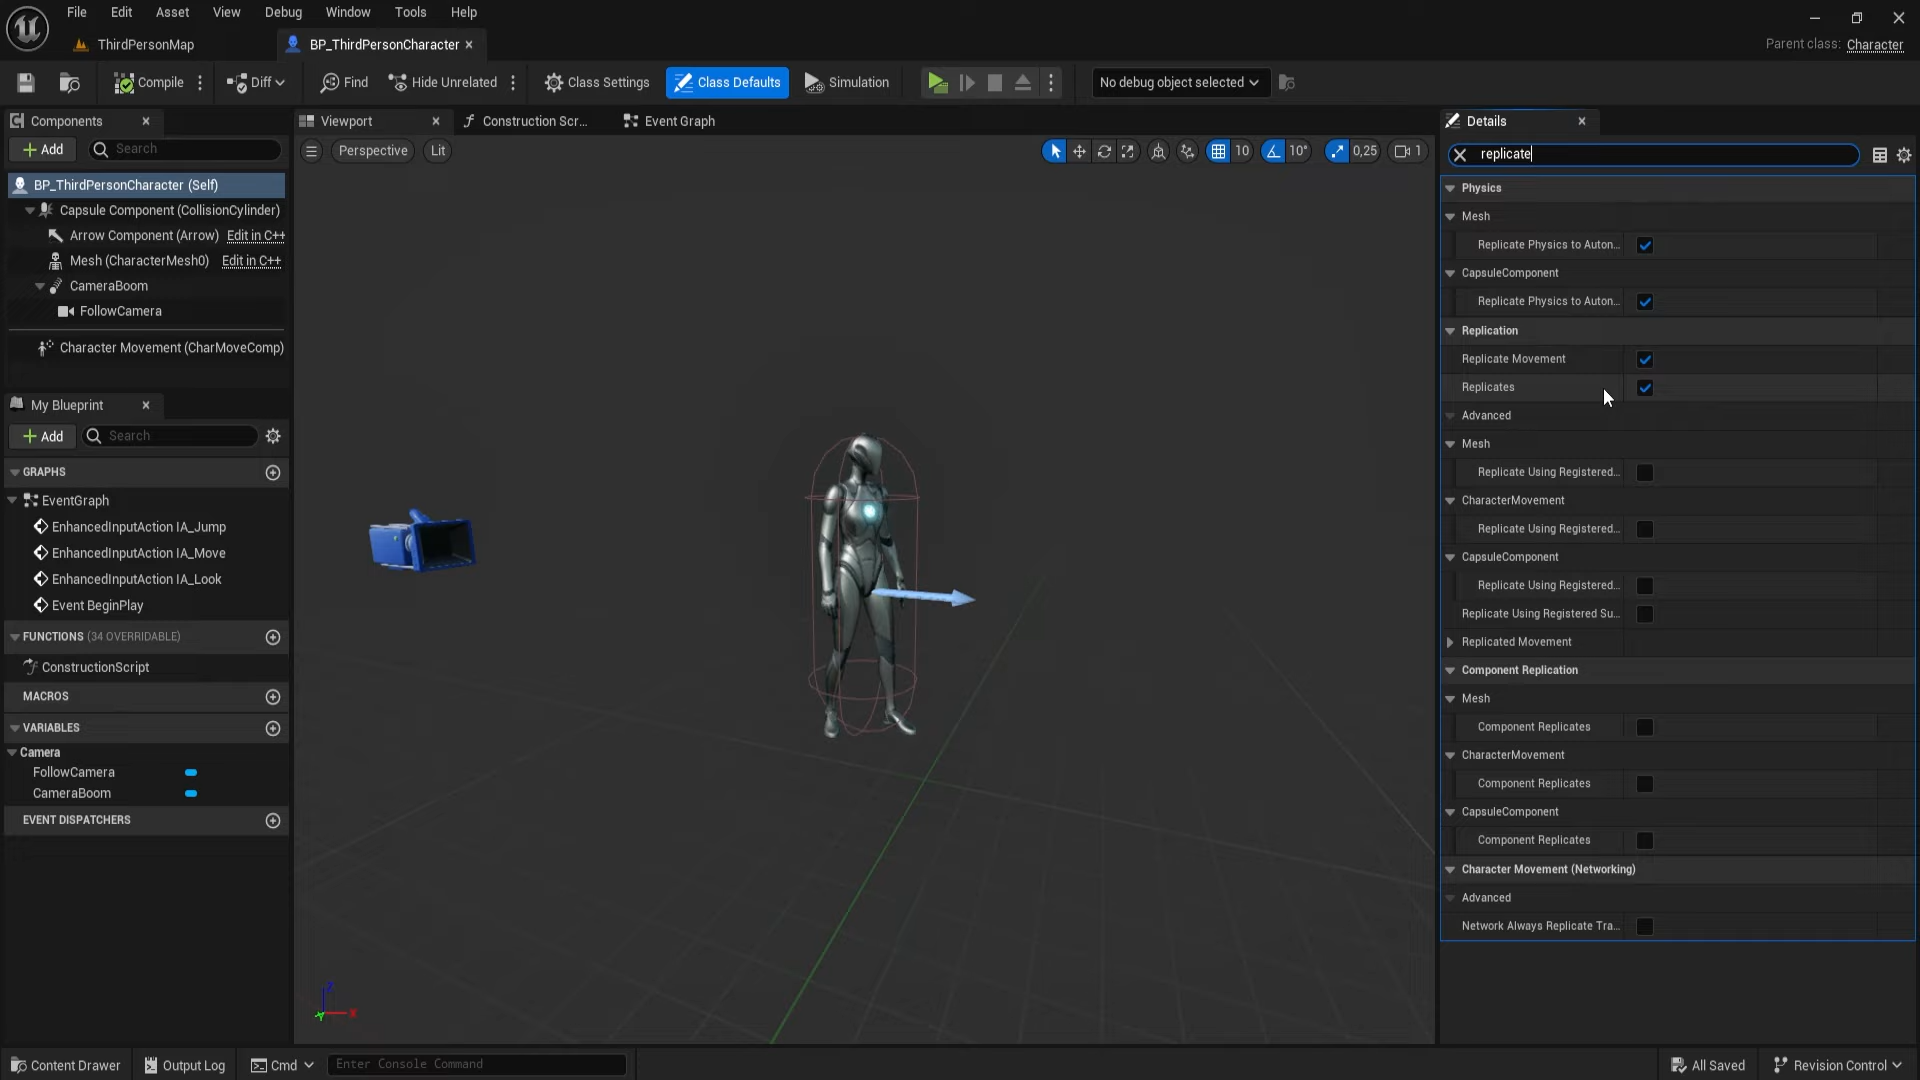 File Edit Asset View Debug Window Tools Help
ThirdPersonMap
BP_ThirdPersonCharacter
Parent class: Character
Compile
Diff
Find
Hide Unrelated
Class Settings
Class Defaults
Simulation
No debug object selected
Components
Add
Search
BP_ThirdPersonCharacter (Self)
Capsule Component (CollisionCylinder)
Arrow Component (Arrow) Edit in C++
Mesh (CharacterMesh0) Edit in C++
CameraBoom
FollowCamera
Character Movement (CharMoveComp)
My Blueprint
Add
Search
GRAPHS
EventGraph
EnhancedInputAction IA_Jump
EnhancedInputAction IA_Move
EnhancedInputAction IA_Look
Event BeginPlay
FUNCTIONS (34 OVERRIDABLE)
ConstructionScript
MACROS
VARIABLES
Camera
FollowCamera
CameraBoom
EVENT DISPATCHERS
Viewport
Construction Scr...
Event Graph
Perspective
Lit
10
10°
0,25
1
Z
X
Y
Details
replicate
Physics
Mesh
Replicate Physics to Auton...
CapsuleComponent
Replicate Physics to Auton...
Replication
Replicate Movement
Replicates
Advanced
Mesh
Replicate Using Registered...
CharacterMovement
Replicate Using Registered...
CapsuleComponent
Replicate Using Registered...
Replicate Using Registered Su...
Replicated Movement
Component Replication
Mesh
Component Replicates
CharacterMovement
Component Replicates
CapsuleComponent
Component Replicates
Character Movement (Networking)
Advanced
Network Always Replicate Tra...
Content Drawer
Output Log
Cmd
Enter Console Command
All Saved
Revision Control